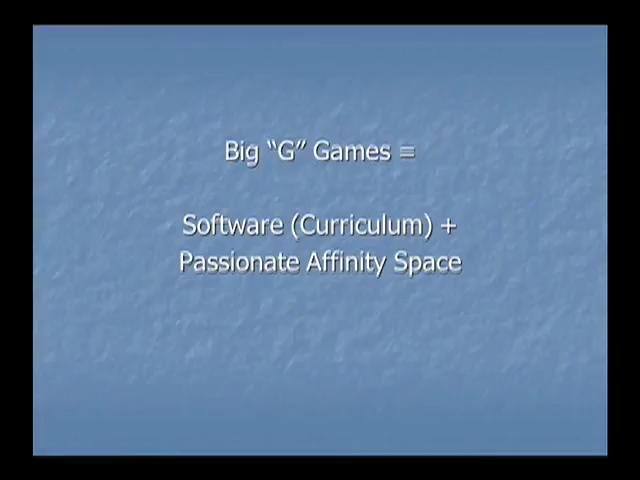 Big “G” Games ≡
Software (Curriculum) +
Passionate Affinity Space